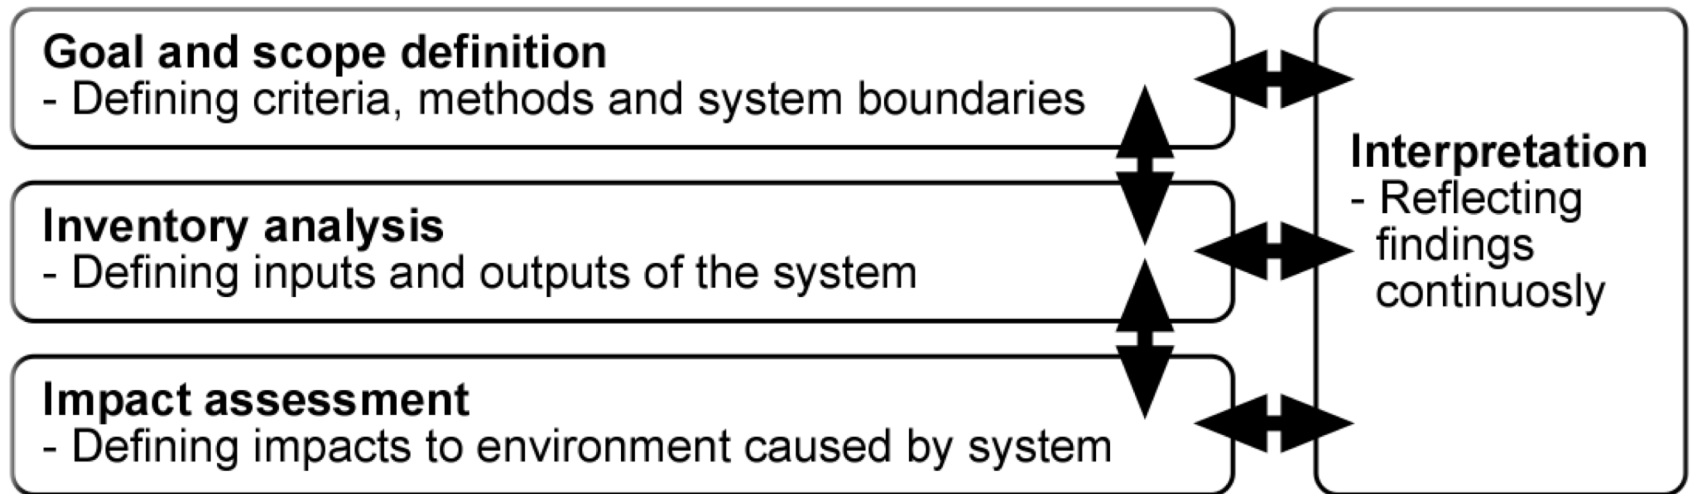 Goal and scope definition
- Defining criteria, methods and system boundaries
Inventory analysis
- Defining inputs and outputs of the system
Impact assessment
- Defining impacts to environment caused by system
Interpretation
- Reflecting
findings
continuosly